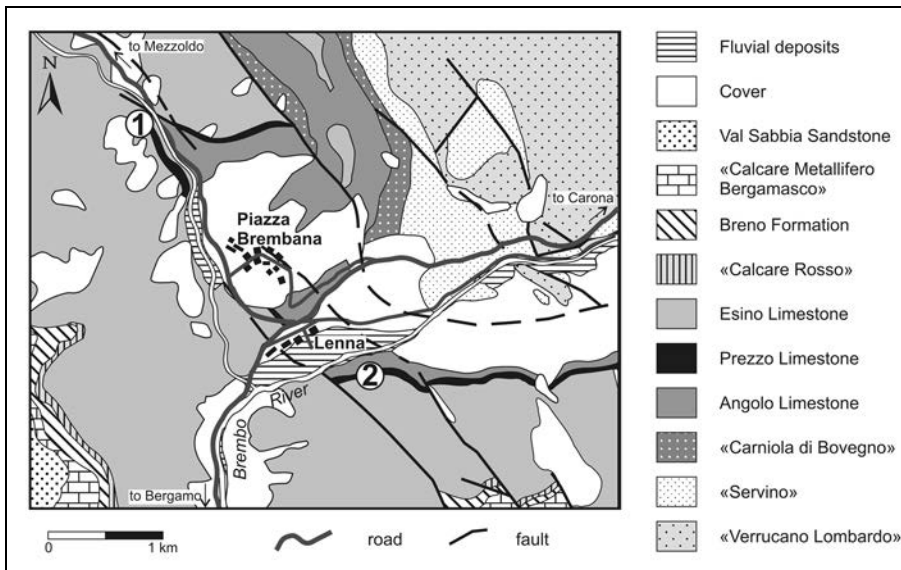 to Mezzoldo
N
1
to Carona
Piazza
Brembana
Lenna
2
River
Brembo
to Bergamo
0
1 km
road
fault
Fluvial deposits
Cover
Val Sabbia Sandstone
«Calcare Metallifero
Bergamasco»
Breno Formation
«Calcare Rosso»
Esino Limestone
Prezzo Limestone
Angolo Limestone
«Carniola di Bovegno»
«Servino»
«Verrucano Lombardo»